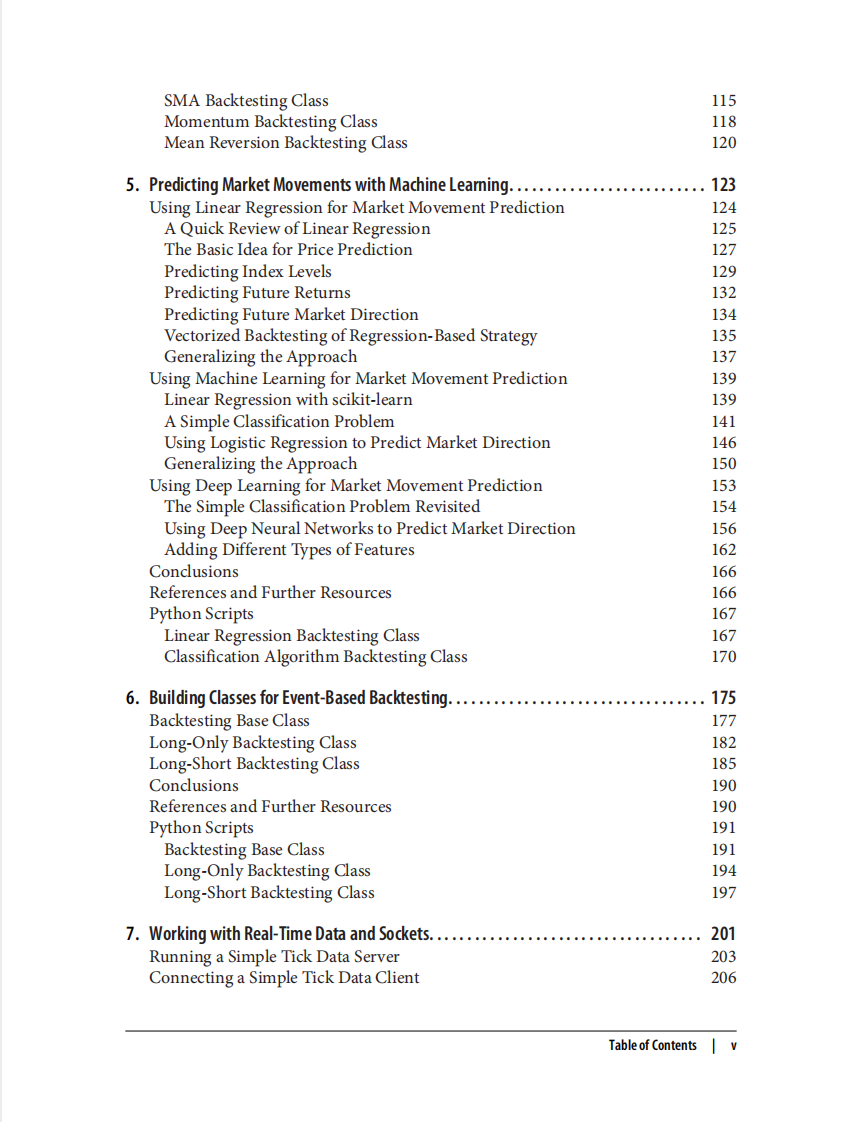 SMA Backtesting Class 115
Momentum Backtesting Class 118
Mean Reversion Backtesting Class 120
5. Predicting Market Movements with Machine Learning. . . . . . . . . . . . . . . . . . . . . . . . . . 123
Using Linear Regression for Market Movement Prediction 124
A Quick Review of Linear Regression 125
The Basic Idea for Price Prediction 127
Predicting Index Levels 129
Predicting Future Returns 132
Predicting Future Market Direction 134
Vectorized Backtesting of Regression-Based Strategy 135
Generalizing the Approach 137
Using Machine Learning for Market Movement Prediction 139
Linear Regression with scikit-learn 139
A Simple Classification Problem 141
Using Logistic Regression to Predict Market Direction 146
Generalizing the Approach 150
Using Deep Learning for Market Movement Prediction 153
The Simple Classification Problem Revisited 154
Using Deep Neural Networks to Predict Market Direction 156
Adding Different Types of Features 162
Conclusions 166
References and Further Resources 166
Python Scripts 167
Linear Regression Backtesting Class 167
Classification Algorithm Backtesting Class 170
6. Building Classes for Event-Based Backtesting. . . . . . . . . . . . . . . . . . . . . . . . . . . . . . . . . . 175
Backtesting Base Class 177
Long-Only Backtesting Class 182
Long-Short Backtesting Class 185
Conclusions 190
References and Further Resources 190
Python Scripts 191
Backtesting Base Class 191
Long-Only Backtesting Class 194
Long-Short Backtesting Class 197
7. Working with Real-Time Data and Sockets. . . . . . . . . . . . . . . . . . . . . . . . . . . . . . . . . . . . 201
Running a Simple Tick Data Server 203
Connecting a Simple Tick Data Client 206
Table of Contents | v